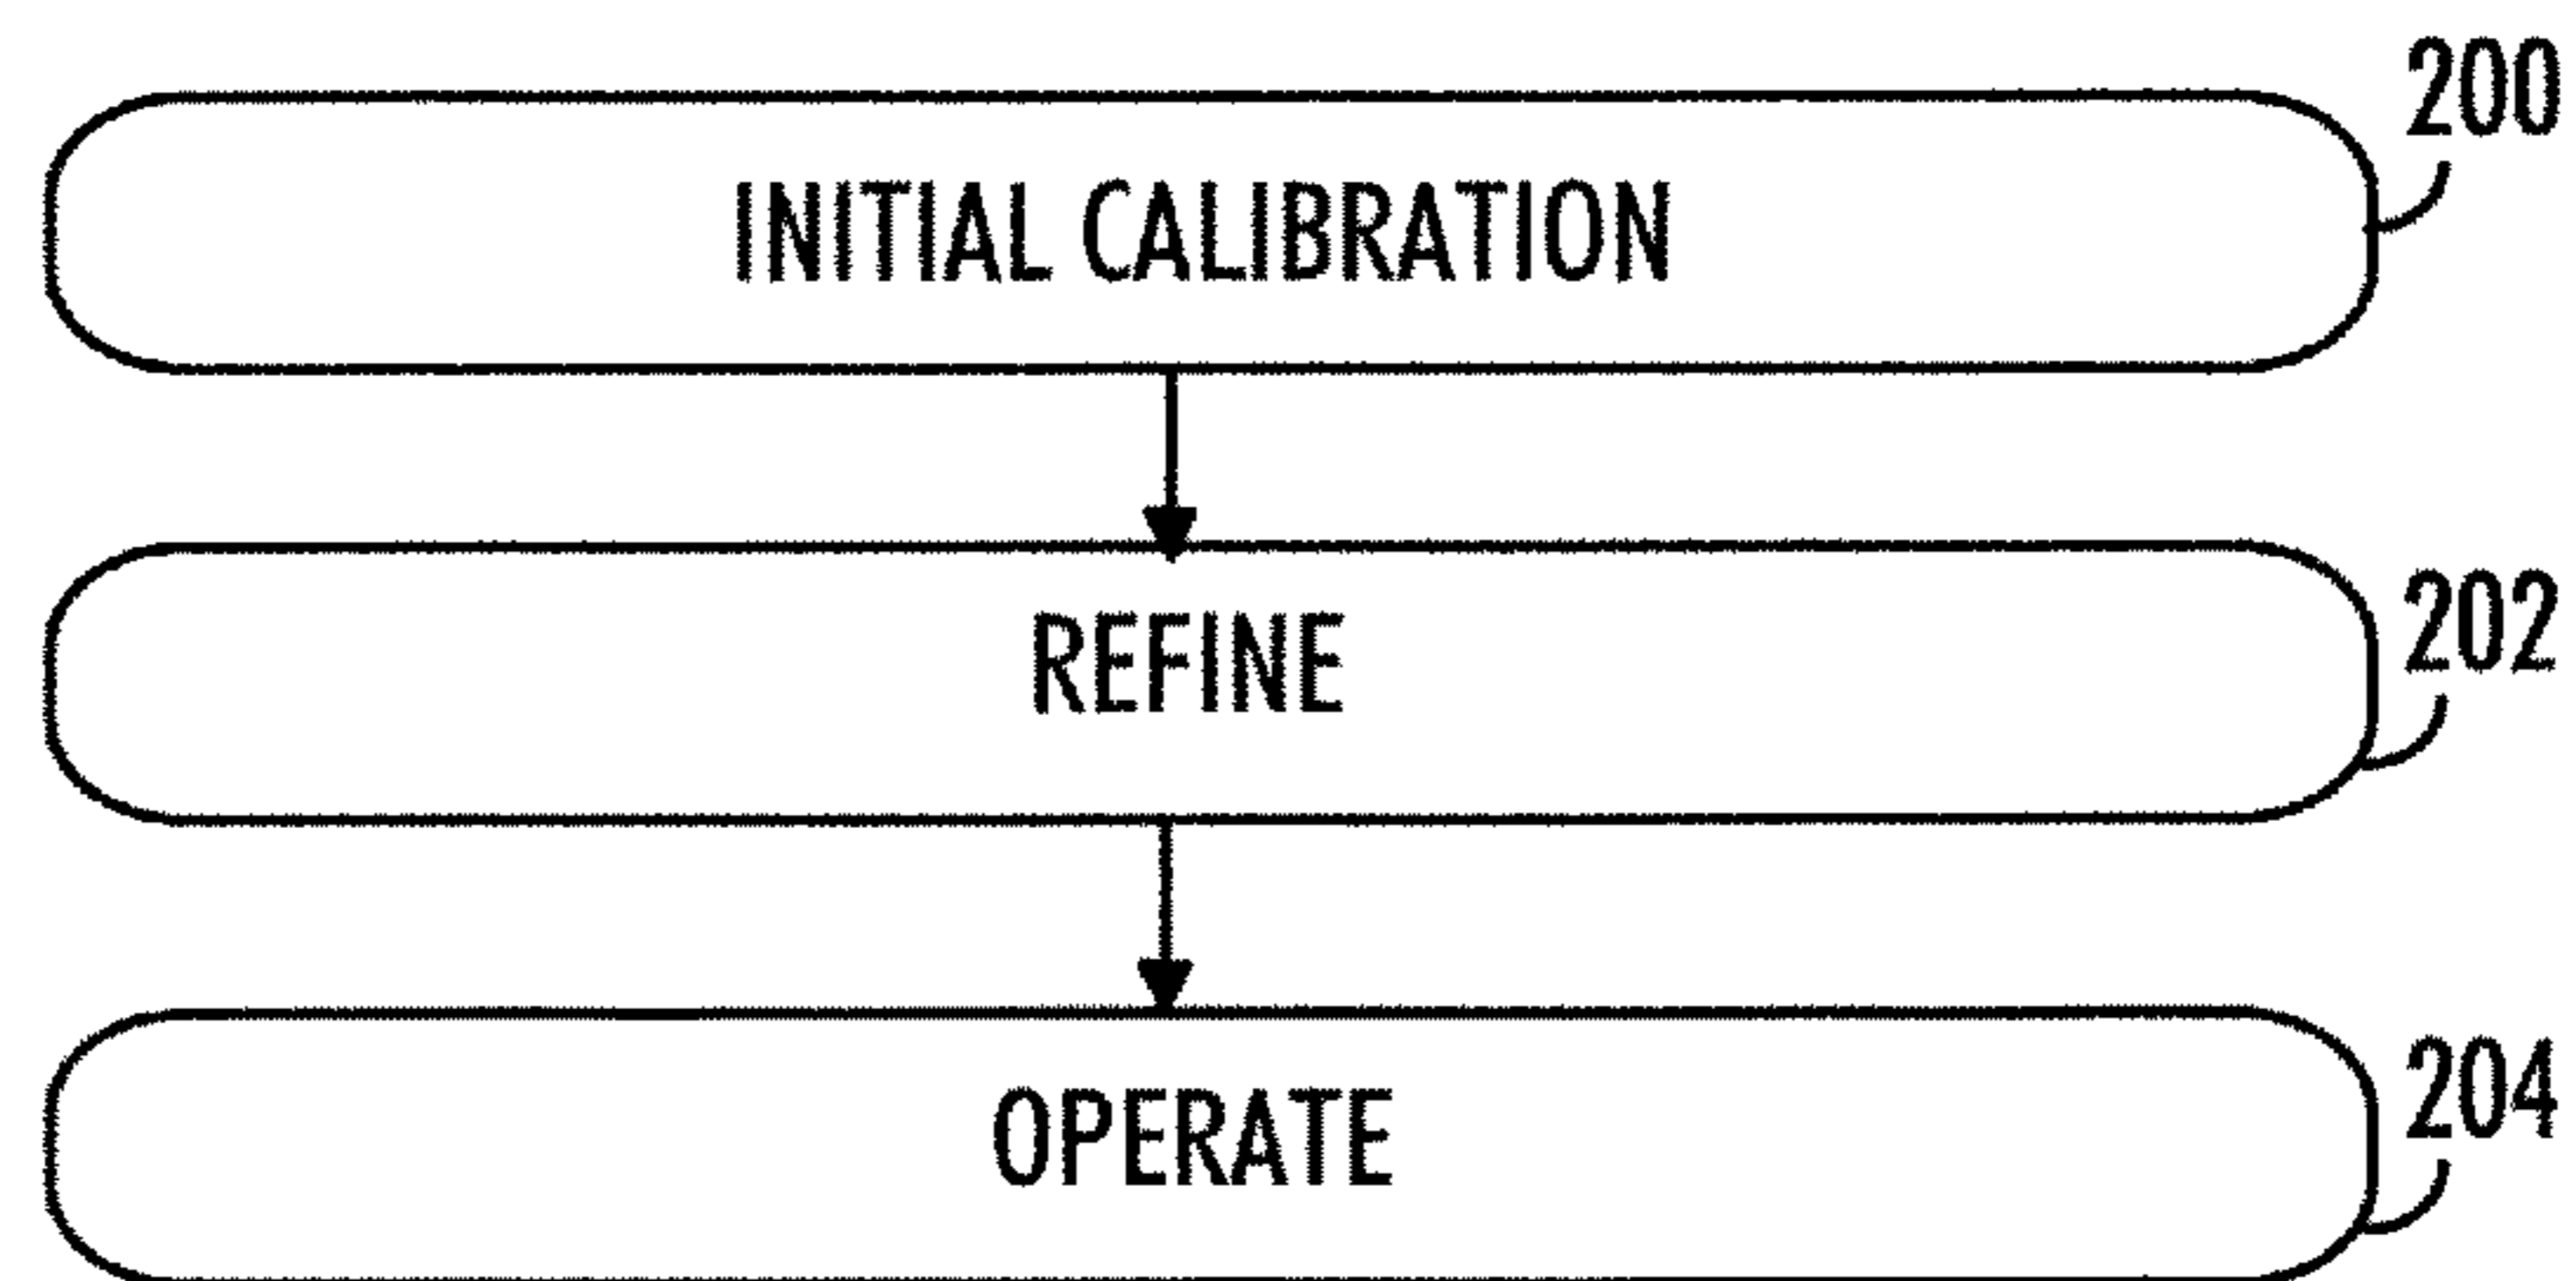 200
INITIAL CALIBRATION
202
REFINE
204
OPERATE